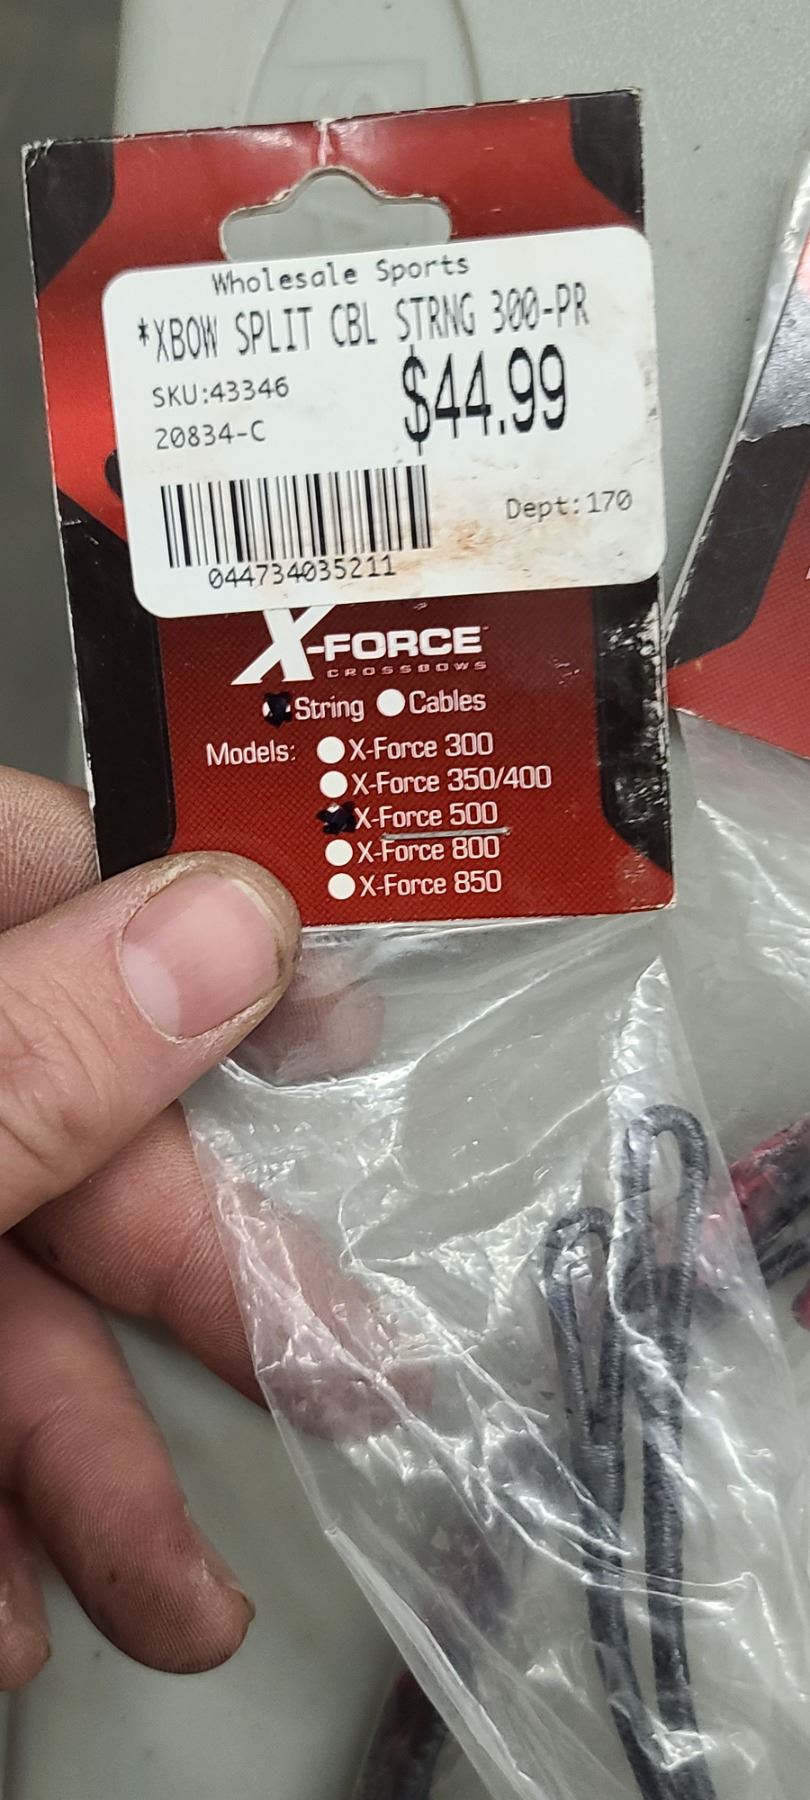 Wholesale Sports
*XBOW SPLIT CBL STRNG 300-PR
SKU:43346
$44.99
20834-C
Dept:170
044734035211
X-FORCE
CROSSBOWS
String Cables
Models: X-Force 300
X-Force 350/400
X-Force 500
X-Force 800
X-Force 850